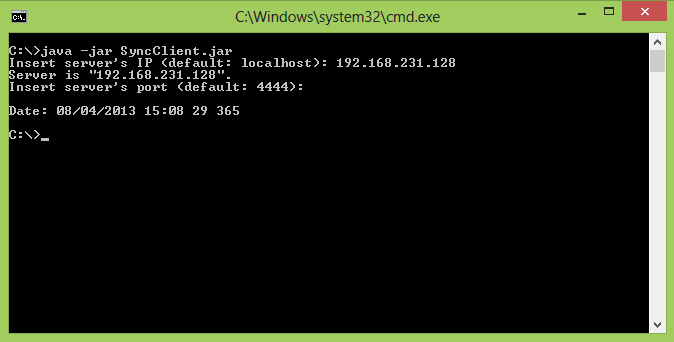 C:\Windows\system32\cmd.exe
C:\>java -jar SyncClient.jar
Insert server's IP (default: localhost): 192.168.231.128
Server is "192.168.231.128".
Insert server's port (default: 4444):
Date: 08/04/2013 15:08 29 365
C:\>_